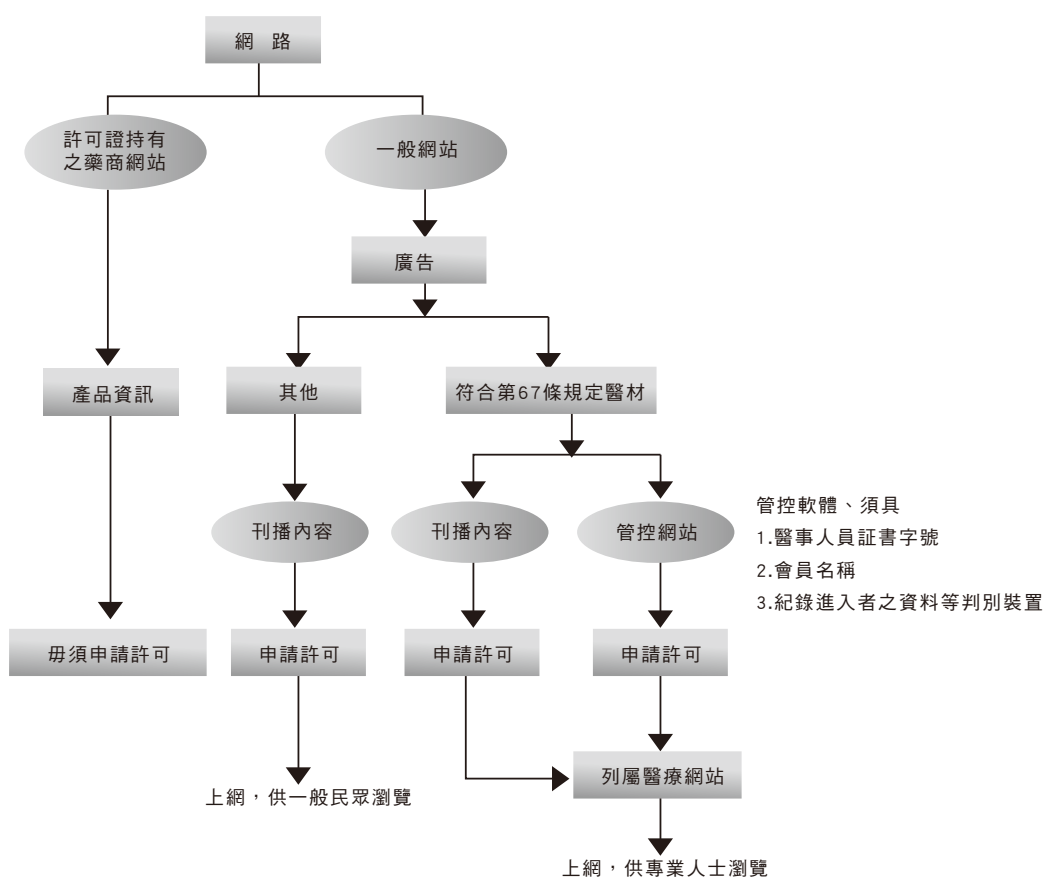 網 路
許可證持有
之藥商網站
一般網站
廣告
產品資訊
其他
符合第67條規定醫材
刊播內容
刊播內容
管控網站
管控軟體、須具
1.醫事人員証書字號
2.會員名稱
3.紀錄進入者之資料等判別裝置
毋須申請許可
申請許可
申請許可
申請許可
列屬醫療網站
上網，供一般民眾瀏覽
上網，供專業人士瀏覽